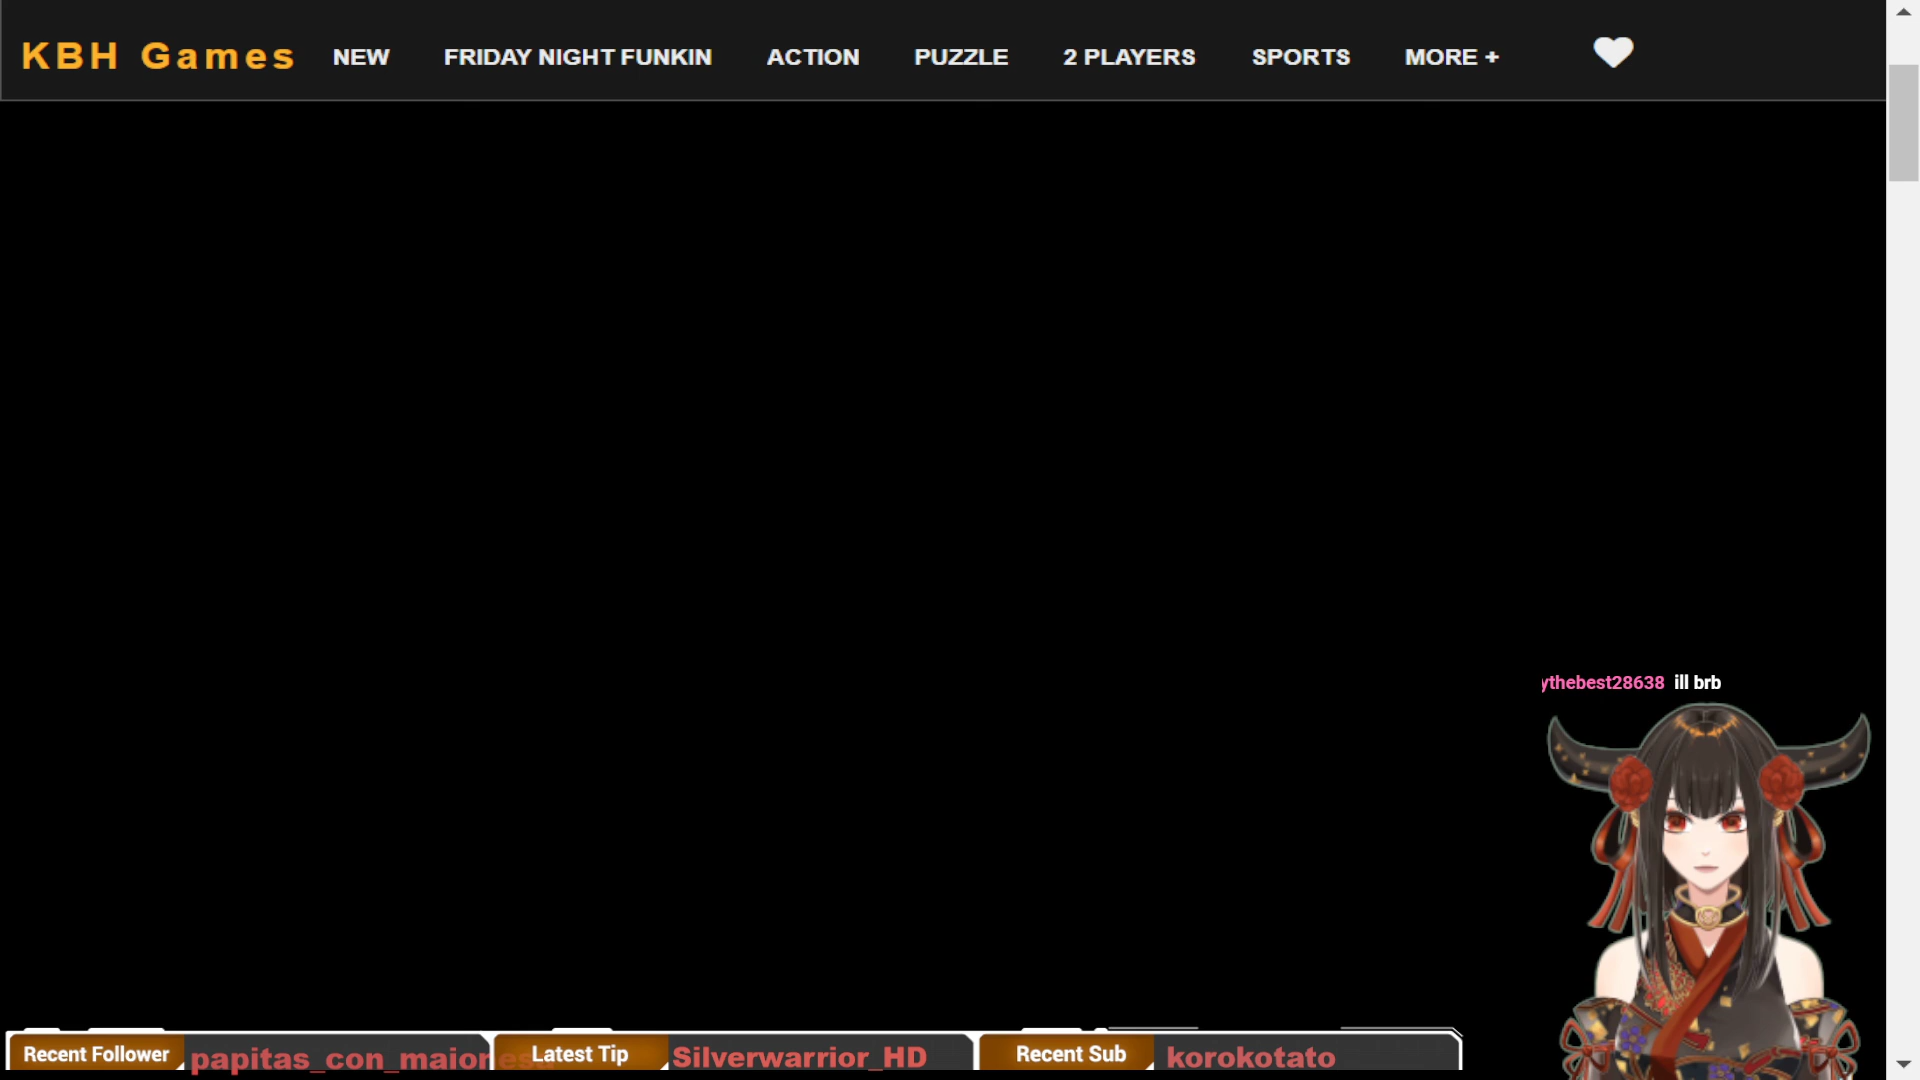 KBH Games NEW FRIDAY NIGHT FUNKIN ACTION PUZZLE 2 PLAYERS SPORTS MORE +
ythebest28638 ill brb
Recent Follower papitas_con_maiones Latest Tip Silverwarrior_HD Recent Sub korokotato